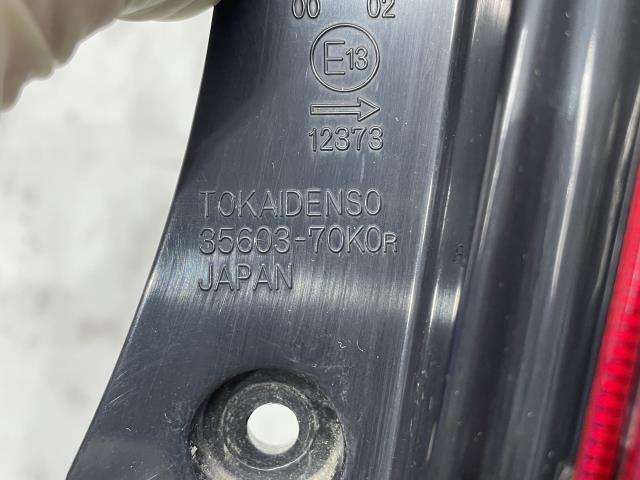 00 02
E13
12373
TOKAIDENSO
35603-70K0R
JAPAN
A